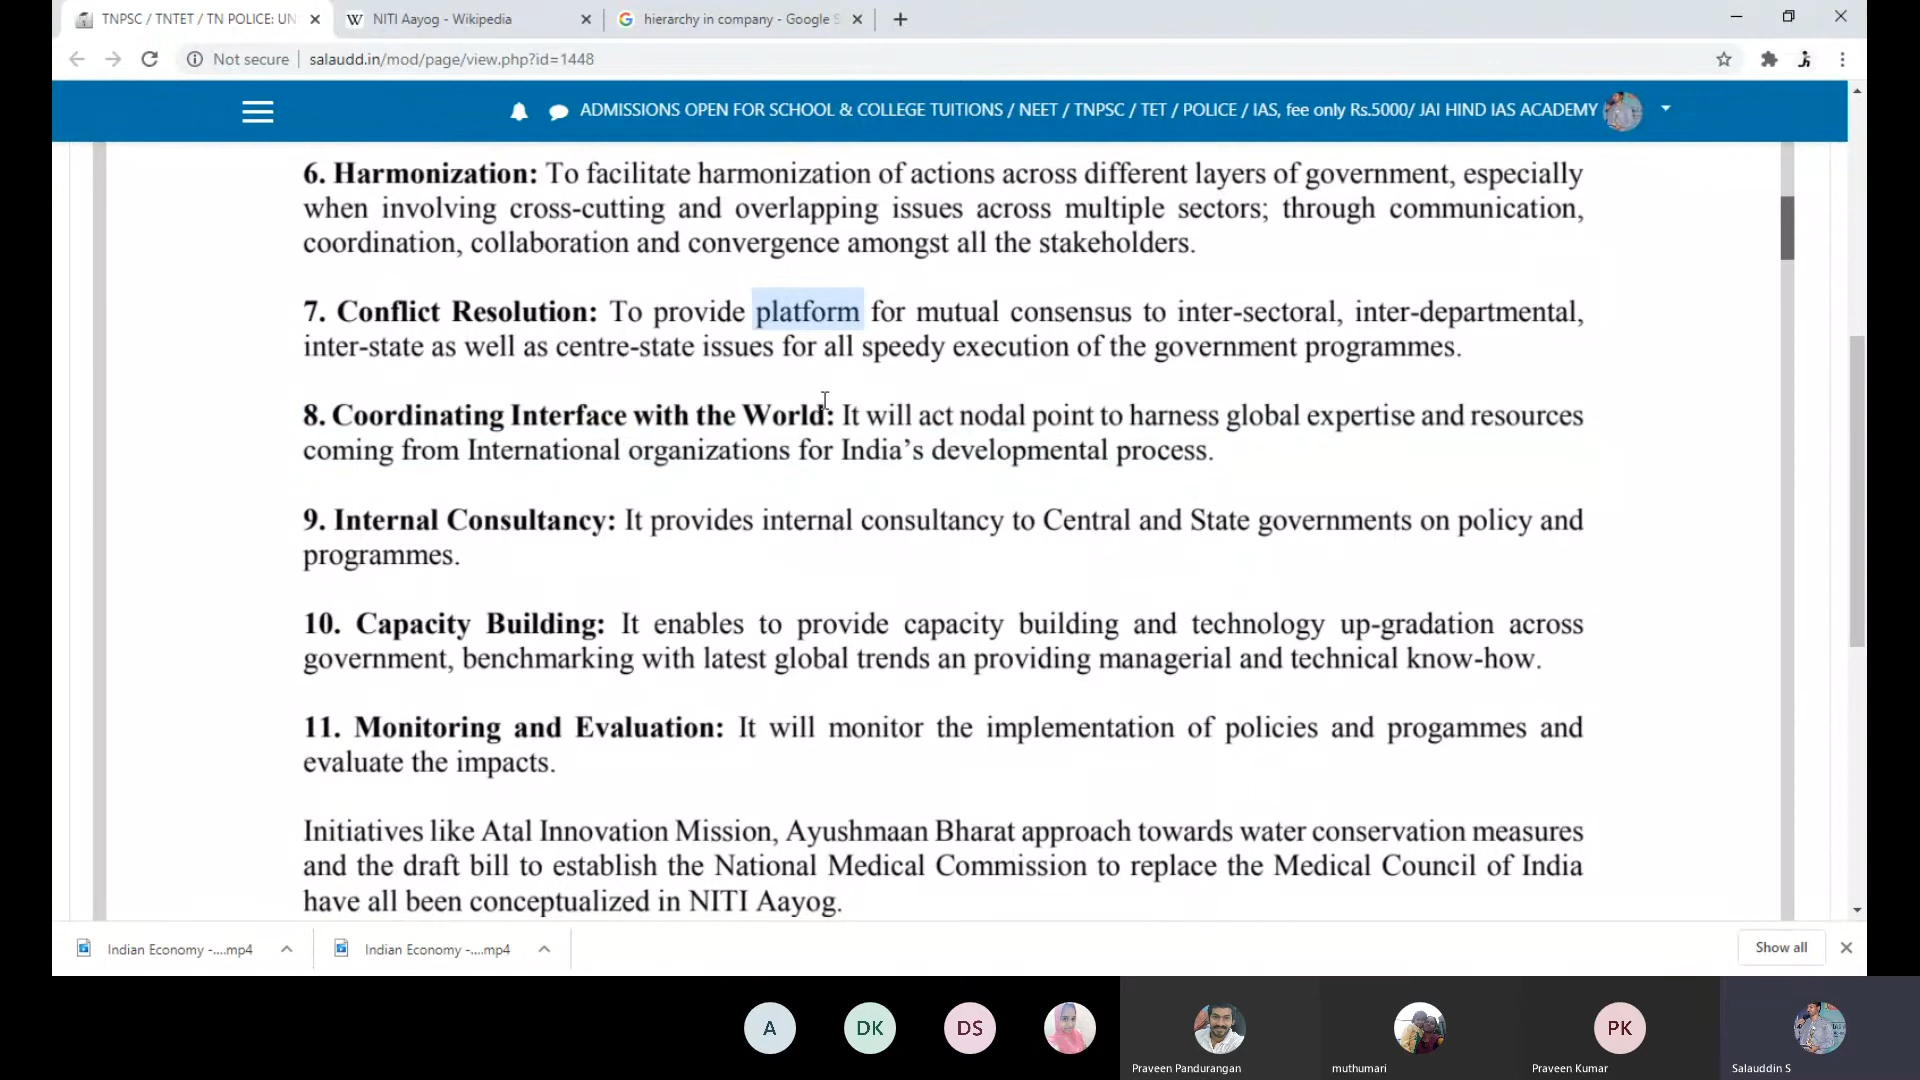 TNPSC / TNTET / TN POLICE: UN
NITI Aayog - Wikipedia
hierarchy in company - Google S
Not secure
salaudd.in/mod/page/view.php?id=1448
ADMISSIONS OPEN FOR SCHOOL & COLLEGE TUITIONS / NEET / TNPSC / TET / POLICE / IAS, fee only Rs.5000/ JAI HIND IAS ACADEMY
6. Harmonization: To facilitate harmonization of actions across different layers of government, especially
when involving cross-cutting and overlapping issues across multiple sectors; through communication,
coordination, collaboration and convergence amongst all the stakeholders.
7. Conflict Resolution: To provide platform for mutual consensus to inter-sectoral, inter-departmental,
inter-state as well as centre-state issues for all speedy execution of the government programmes.
8. Coordinating Interface with the World: It will act nodal point to harness global expertise and resources
coming from International organizations for India’s developmental process.
9. Internal Consultancy: It provides internal consultancy to Central and State governments on policy and
programmes.
10. Capacity Building: It enables to provide capacity building and technology up-gradation across
government, benchmarking with latest global trends an providing managerial and technical know-how.
11. Monitoring and Evaluation: It will monitor the implementation of policies and progammes and
evaluate the impacts.
Initiatives like Atal Innovation Mission, Ayushmaan Bharat approach towards water conservation measures
and the draft bill to establish the National Medical Commission to replace the Medical Council of India
have all been conceptualized in NITI Aayog.
Indian Economy -....mp4
Indian Economy -....mp4
Show all
A
DK
DS
PK
Praveen Pandurangan
muthumari
Praveen Kumar
Salauddin S